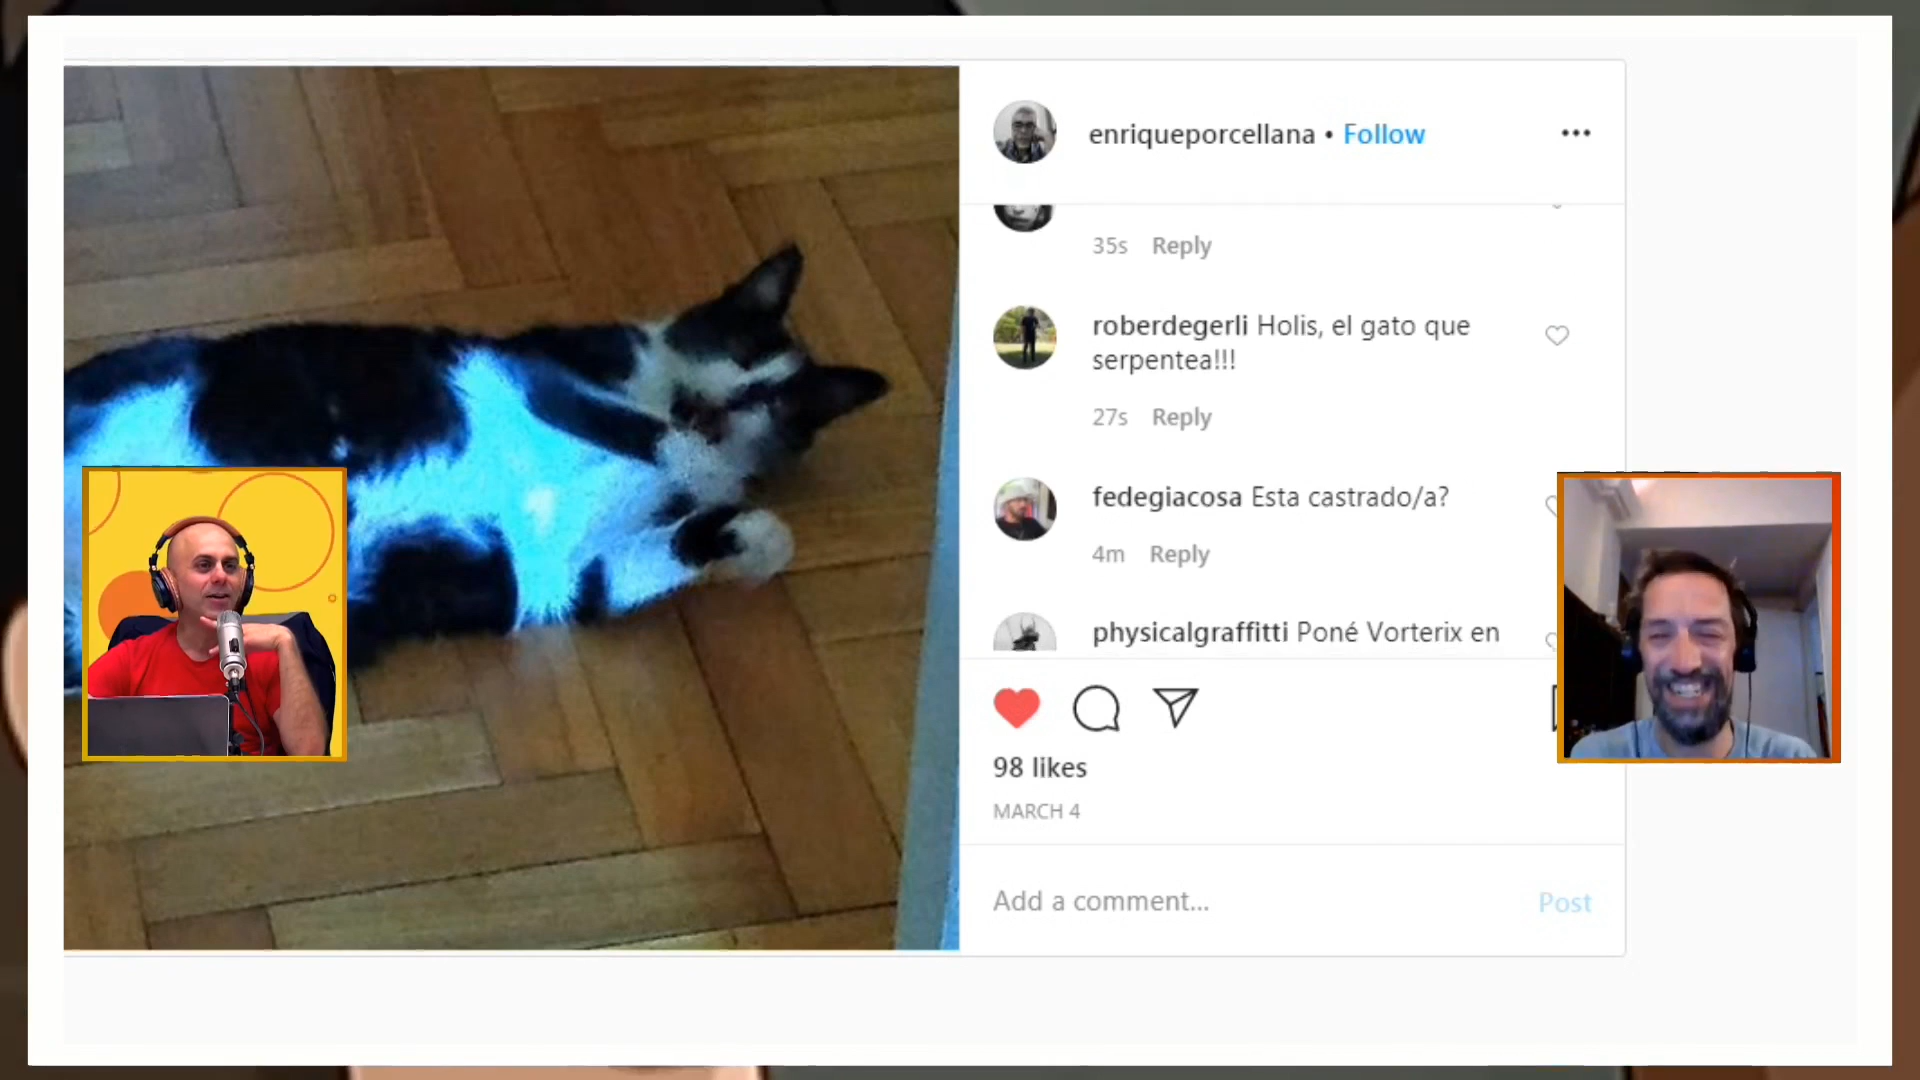 enriqueporcellana • Follow
35s Reply
roberdegerli Holis, el gato que
serpentea!!!
27s Reply
fedegiacosa Esta castrado/a?
4m Reply
physicalgraffitti Poné Vorterix en
98 likes
MARCH 4
Add a comment...
Post